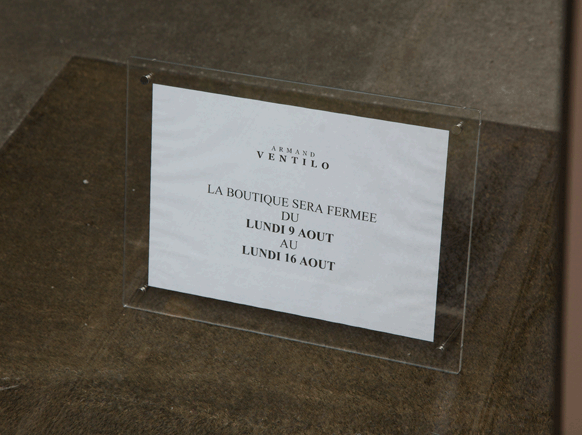 ARMAND
VENTILO
LA BOUTIQUE SERA FERMEE
DU
LUNDI 9 AOUT
AU
LUNDI 16 AOUT